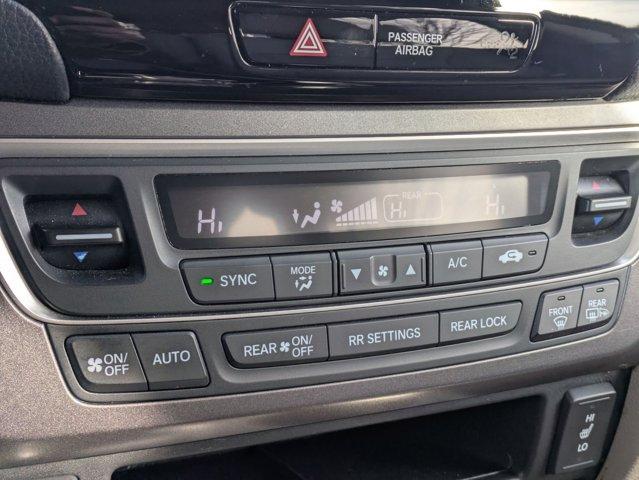 PASSENGER
AIRBAG
REAR
Hi Hi Hi
SYNC MODE A/C
ON/OFF AUTO REAR ON/OFF RR SETTINGS REAR LOCK FRONT REAR
HI
LO